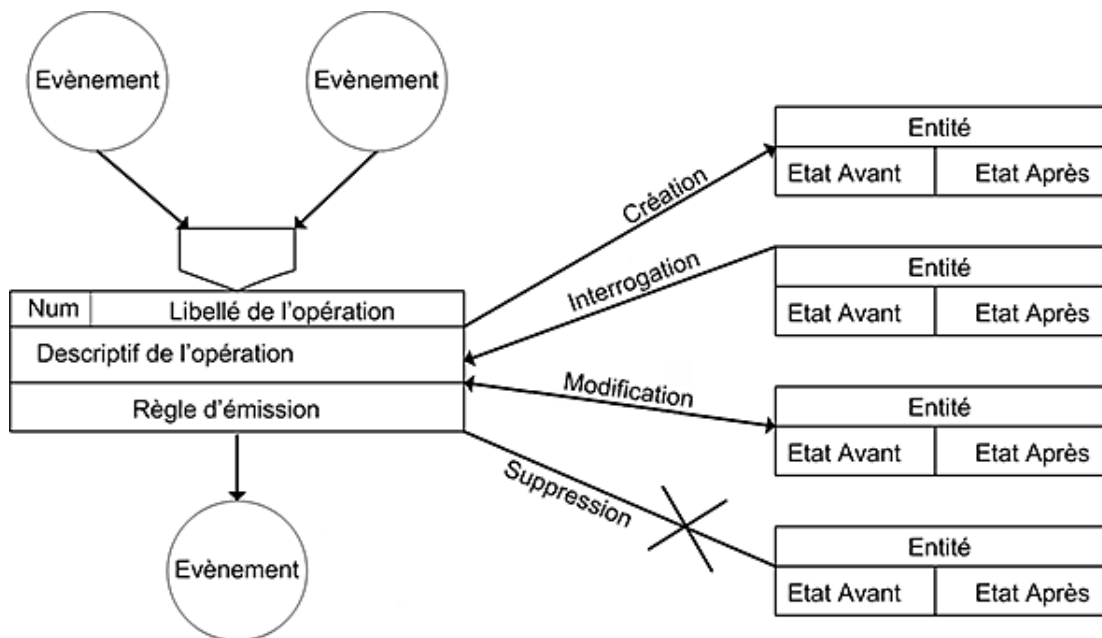 Evènement
Evènement
Num
Libellé de l'opération
Descriptif de l'opération
Règle d'émission
Evènement
Création
Interrogation
Modification
Suppression
Entité
Etat Avant
Etat Après
Entité
Etat Avant
Etat Après
Entité
Etat Avant
Etat Après
Entité
Etat Avant
Etat Après